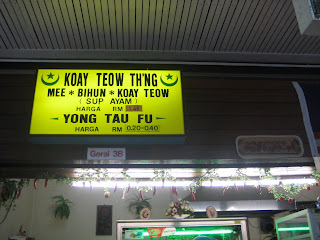 KOAY TEOW TH'NG
MEE * BIHUN * KOAY TEOW
( SUP AYAM )
HARGA RM
YONG TAU FU
HARGA RM 0.20-0.40
Gerai 36